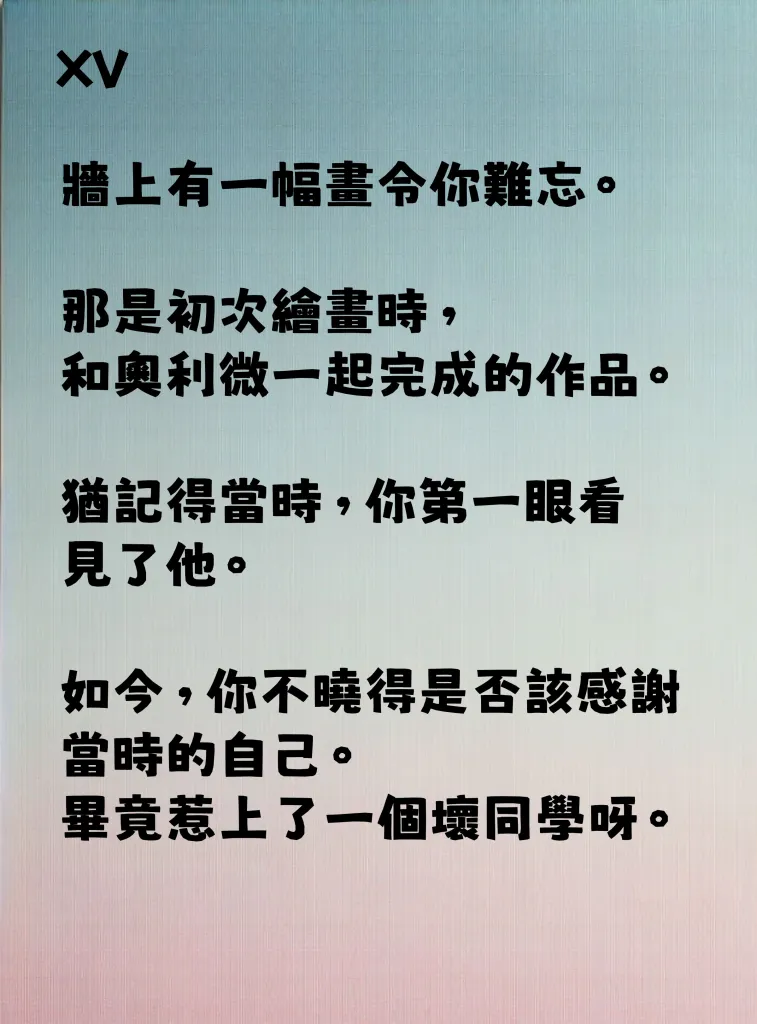 XV
牆上有一幅畫令你難忘。
那是初次繪畫時，
和奧利微一起完成的作品。
猶記得當時，你第一眼看
見了他。
如今，你不曉得是否該感謝
當時的自己。
畢竟惹上了一個壞同學呀。